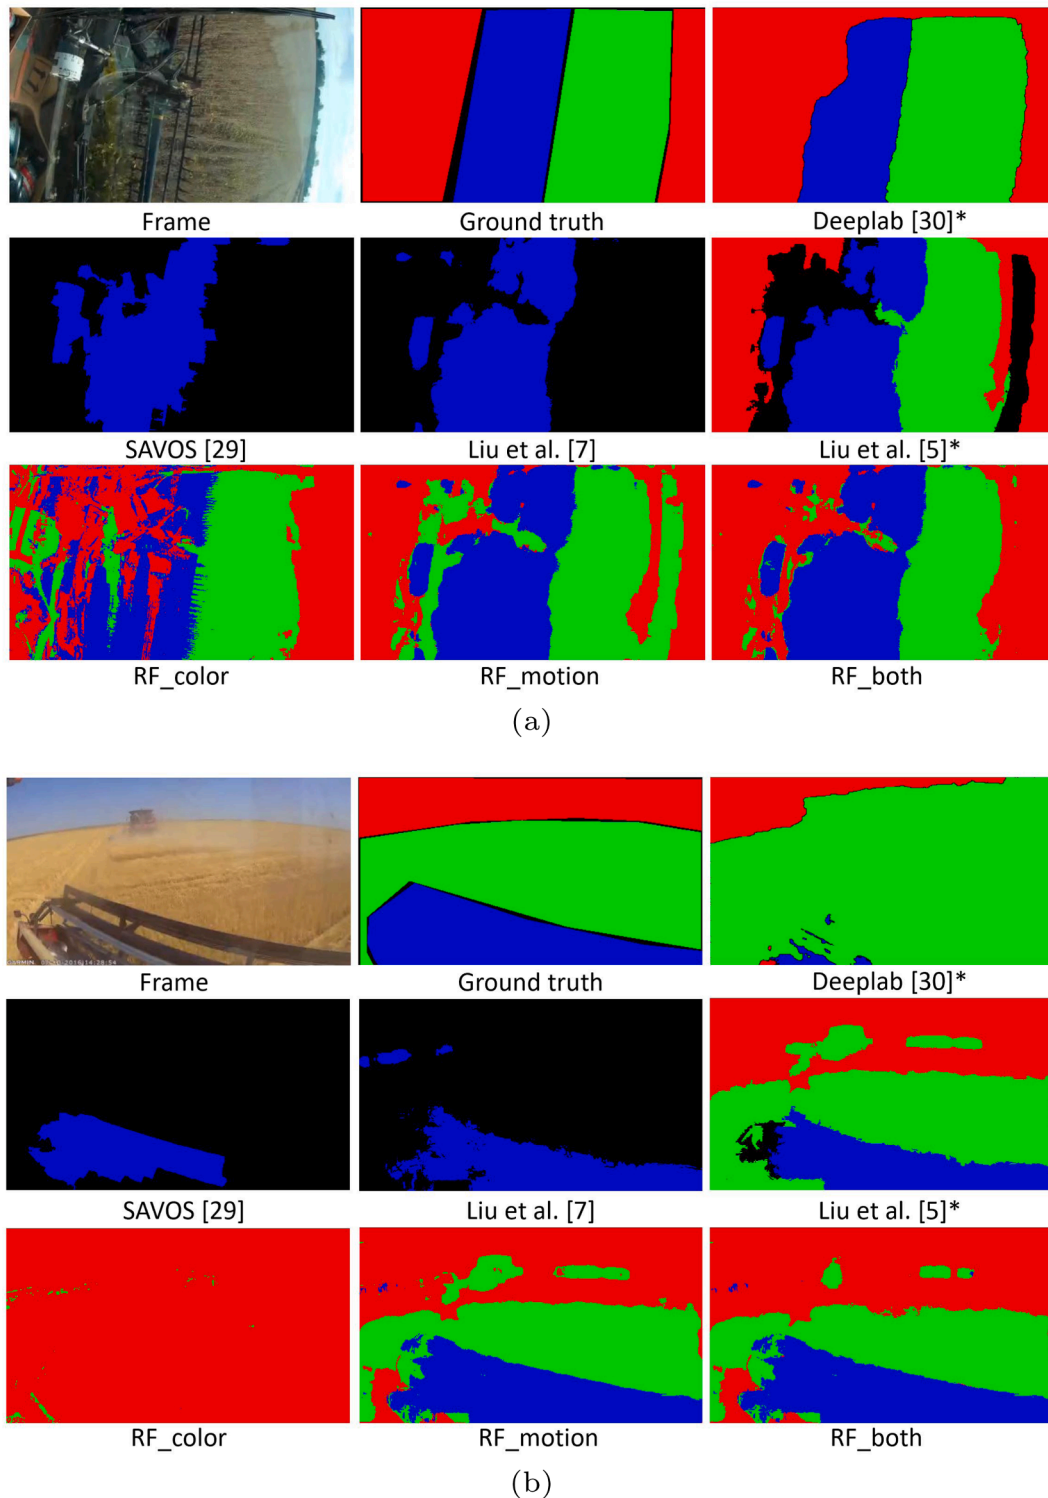 Frame
Ground truth
Deeplab [30]*
SAVOS [29]
Liu et al. [7]
Liu et al. [5]*
RF_color
RF_motion
RF_both
(a)
Frame
Ground truth
Deeplab [30]*
SAVOS [29]
Liu et al. [7]
Liu et al. [5]*
RF_color
RF_motion
RF_both
(b)